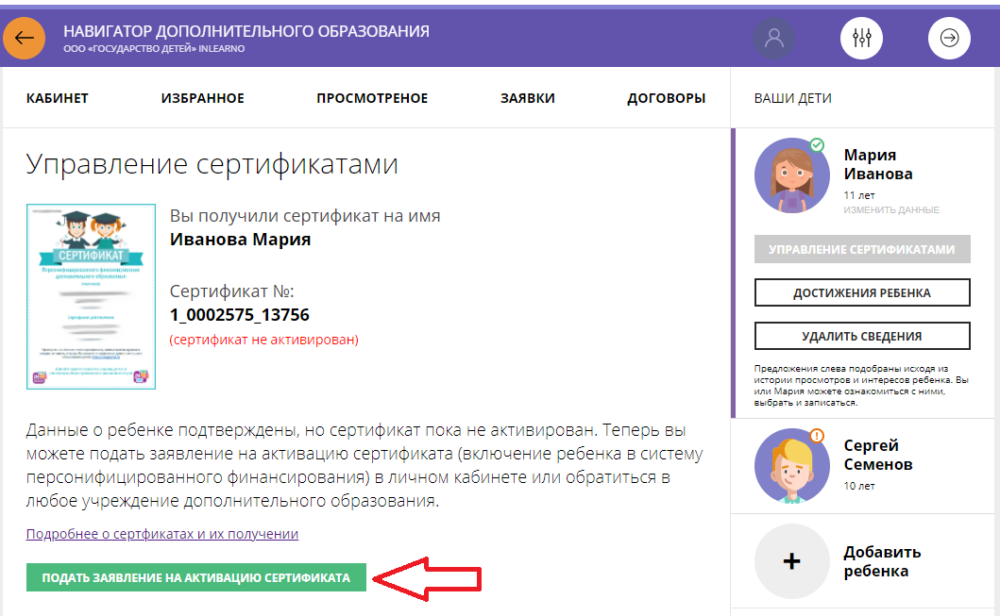 НАВИГАТОР ДОПОЛНИТЕЛЬНОГО ОБРАЗОВАНИЯ
ООО «ГОСУДАРСТВО ДЕТЕЙ» INLEARNO
КАБИНЕТ ИЗБРАННОЕ ПРОСМОТРЕНОЕ ЗАЯВКИ ДОГОВОРЫ
Управление сертификатами
СЕРТИФИКАТ
Персонифицированного финансирования
дополнительного образования
Вы получили сертификат на имя
Иванова Мария
Сертификат №:
1_0002575_13756
(сертификат не активирован)
Данные о ребенке подтверждены, но сертификат пока не активирован. Теперь вы
можете подать заявление на активацию сертификата (включение ребенка в систему
персонифицированного финансирования) в личном кабинете или обратиться в
любое учреждение дополнительного образования.
Подробнее о сертфикатах и их получении
ПОДАТЬ ЗАЯВЛЕНИЕ НА АКТИВАЦИЮ СЕРТИФИКАТА
ВАШИ ДЕТИ
Мария
Иванова
11 лет
ИЗМЕНИТЬ ДАННЫЕ
УПРАВЛЕНИЕ СЕРТИФИКАТАМИ
ДОСТИЖЕНИЯ РЕБЕНКА
УДАЛИТЬ СВЕДЕНИЯ
Предложения слева подобраны исходя из
истории просмотров и интересов ребенка. Вы
или Мария можете ознакомиться с ними,
выбрать и записаться.
Сергей
Семенов
10 лет
Добавить
ребенка